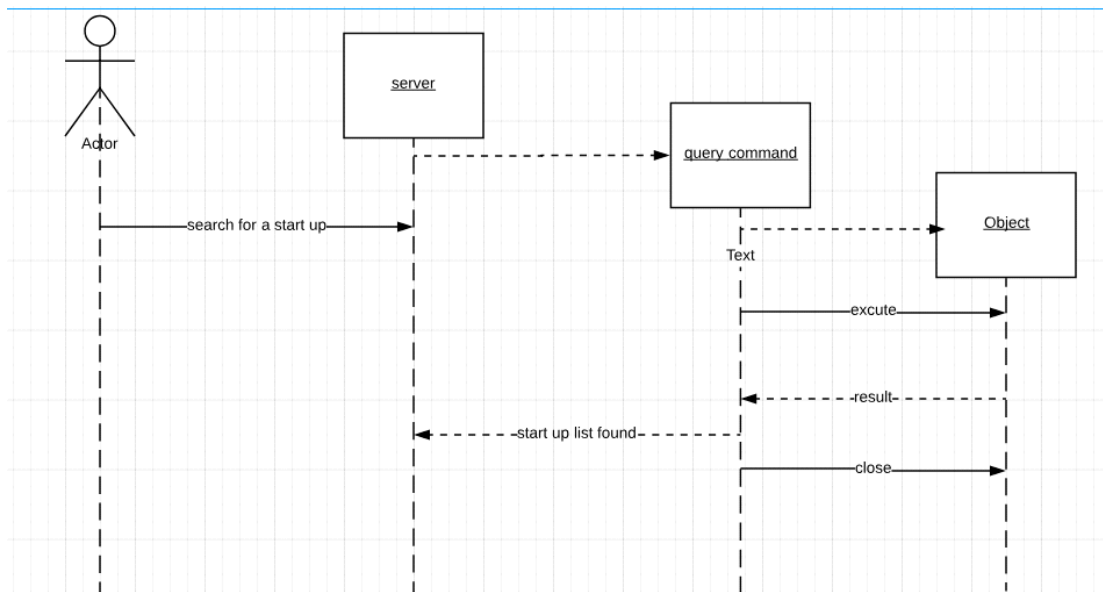 server
Actor
query command
search for a start up
Object
Text
excute
result
start up list found
close